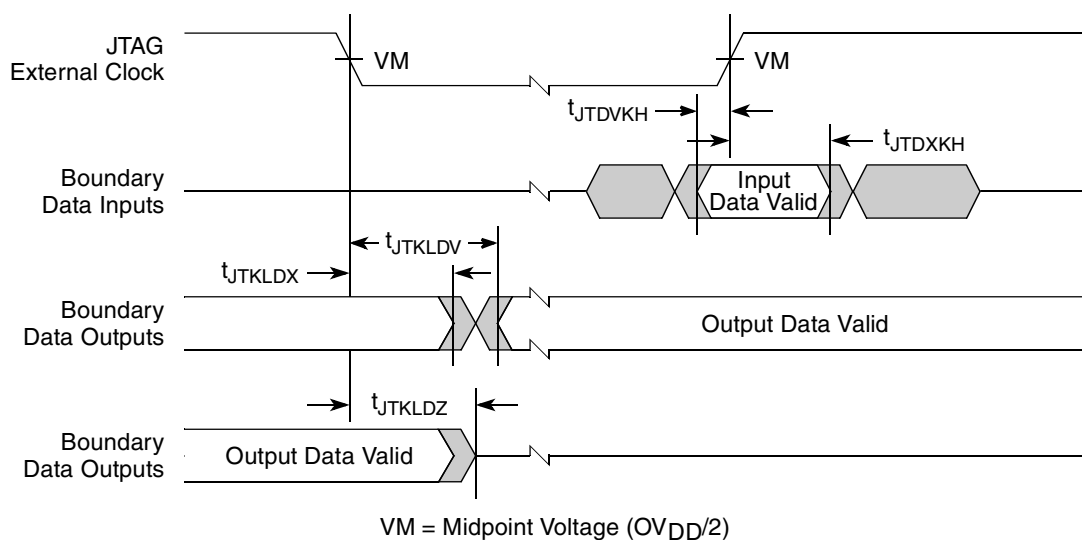 JTAG
External Clock
VM
VM
tJTDVKH
tJTDXKH
Boundary
Data Inputs
Input
Data Valid
tJTKLDV
tJTKLDX
Boundary
Data Outputs
Output Data Valid
tJTKLDZ
Boundary
Data Outputs
Output Data Valid
VM = Midpoint Voltage (OVDD/2)